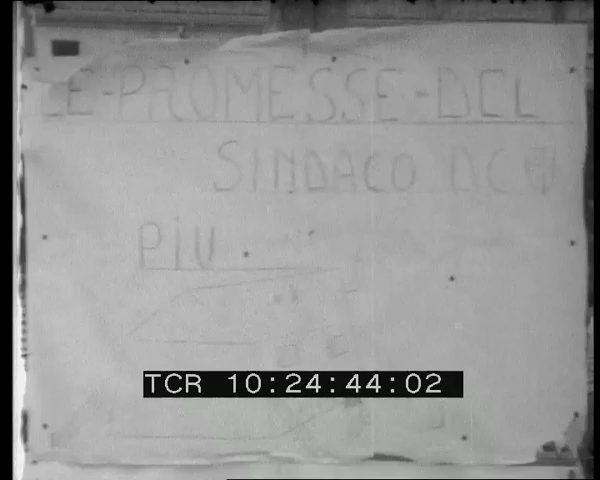 LE-PROMESSE-DEL
SINDACO DC
PIU
TCR 10:24:44:02